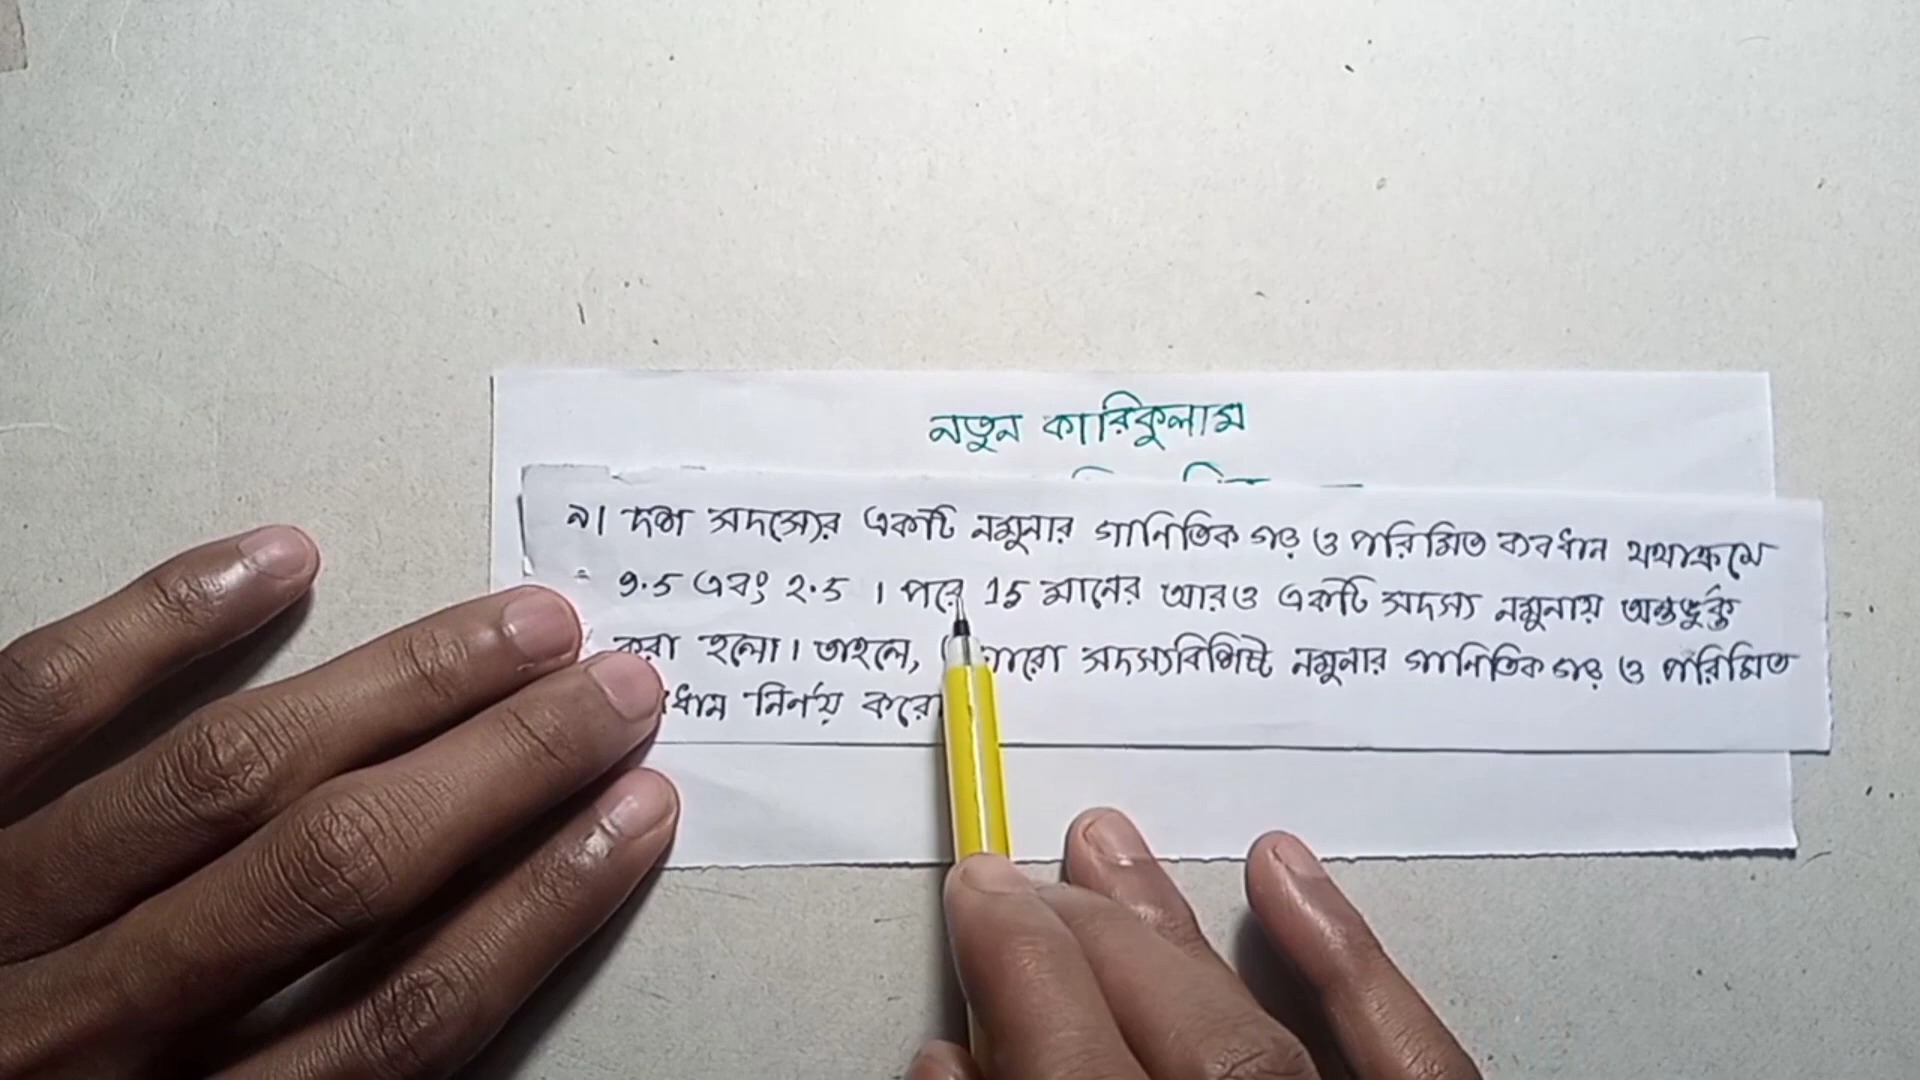 নতুন কারিকুলাম
৯। দশ সদস্যের একটি নমুনার গাণিতিক গড় ও পরিমিত ব্যবধান যথাক্রমে
9.5 এবং 2.5 । পরে 15 মানের আরও একটি সদস্য নমুনায় অন্তর্ভুক্ত
করা হলো। তাহলে, সদস্যবিশিষ্ট নমুনার গাণিতিক গড় ও পরিমিত
নির্ণয় করো